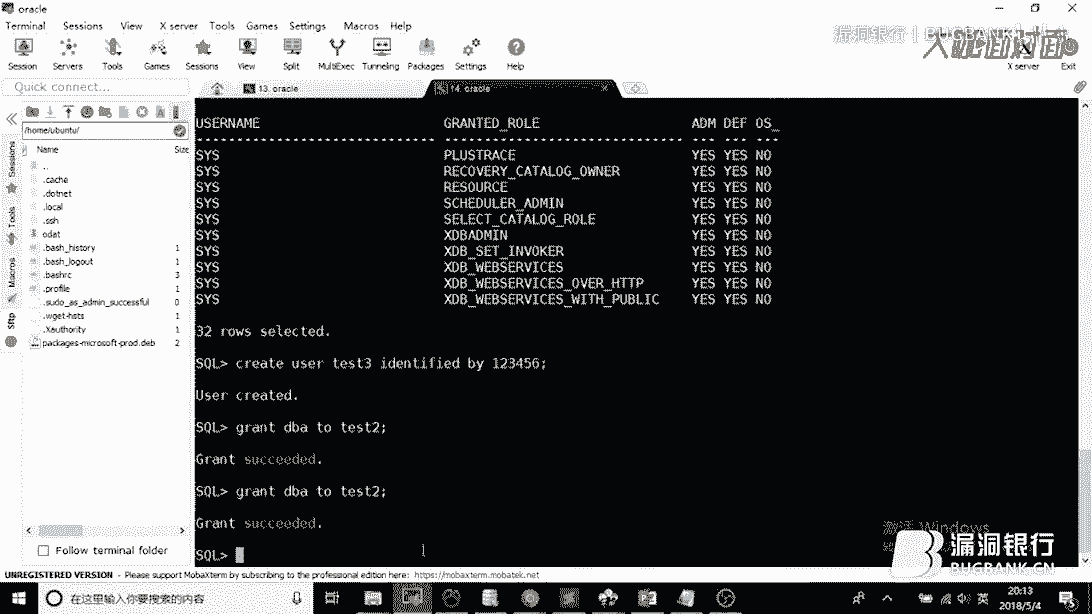 oracle
Terminal Sessions View X server Tools Games Settings Macros Help
漏洞银行 | BUGBANK
大咖面对面
Session Servers Tools Games Sessions View Split MultiExec Tunneling Packages Settings Help X server Exit
Quick connect...
13. oracle
14. oracle
/home/ubuntu/
Name Size
..
.cache
.dotnet
.local
.ssh
odat
.bash_history 1
.bash_logout 1
.bashrc 3
.profile 1
.sudo_as_admin_successful 0
.wget-hsts 1
.Xauthority 1
packages-microsoft-prod.deb 2
Sessions
Tools
Macros
Sftp
Follow terminal folder
USERNAME GRANTED_ROLE ADM DEF OS_
------------------------------ ------------------------------ --- --- ---
SYS PLUSTRACE YES YES NO
SYS RECOVERY_CATALOG_OWNER YES YES NO
SYS RESOURCE YES YES NO
SYS SCHEDULER_ADMIN YES YES NO
SYS SELECT_CATALOG_ROLE YES YES NO
SYS XDBADMIN YES YES NO
SYS XDB_SET_INVOKER YES YES NO
SYS XDB_WEBSERVICES YES YES NO
SYS XDB_WEBSERVICES_OVER_HTTP YES YES NO
SYS XDB_WEBSERVICES_WITH_PUBLIC YES YES NO
32 rows selected.
SQL> create user test3 identified by 123456;
User created.
SQL> grant dba to test2;
Grant succeeded.
SQL> grant dba to test2;
Grant succeeded.
SQL>
激活 Windows
漏洞银行
BUGBANK.CN
UNREGISTERED VERSION - Please support MobaXterm by subscribing to the professional edition here: https://mobaxterm.mobatek.net
在这里输入你要搜索的内容
英
20:13
2018/5/4